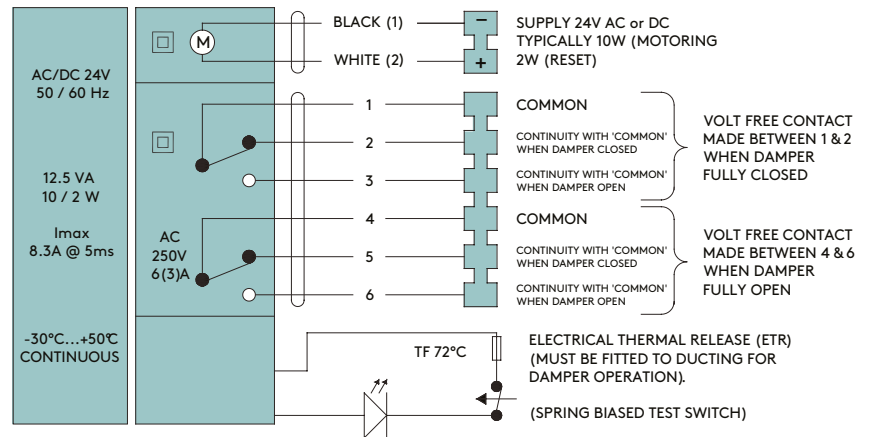 AC/DC 24V
50 / 60 Hz
12.5 VA
10 / 2 W
Imax
8.3A @ 5ms
-30°C...+50°C
CONTINUOUS
M
AC
250V
6(3)A
BLACK (1)
WHITE (2)
1
2
3
4
5
6
−
+
SUPPLY 24V AC or DC
TYPICALLY 10W (MOTORING
2W (RESET)
COMMON
CONTINUITY WITH 'COMMON'
WHEN DAMPER CLOSED
CONTINUITY WITH 'COMMON'
WHEN DAMPER OPEN
COMMON
CONTINUITY WITH 'COMMON'
WHEN DAMPER CLOSED
CONTINUITY WITH 'COMMON'
WHEN DAMPER OPEN
VOLT FREE CONTACT
MADE BETWEEN 1 & 2
WHEN DAMPER
FULLY CLOSED
VOLT FREE CONTACT
MADE BETWEEN 4 & 6
WHEN DAMPER
FULLY OPEN
TF 72°C
ELECTRICAL THERMAL RELEASE (ETR)
(MUST BE FITTED TO DUCTING FOR
DAMPER OPERATION).
(SPRING BIASED TEST SWITCH)